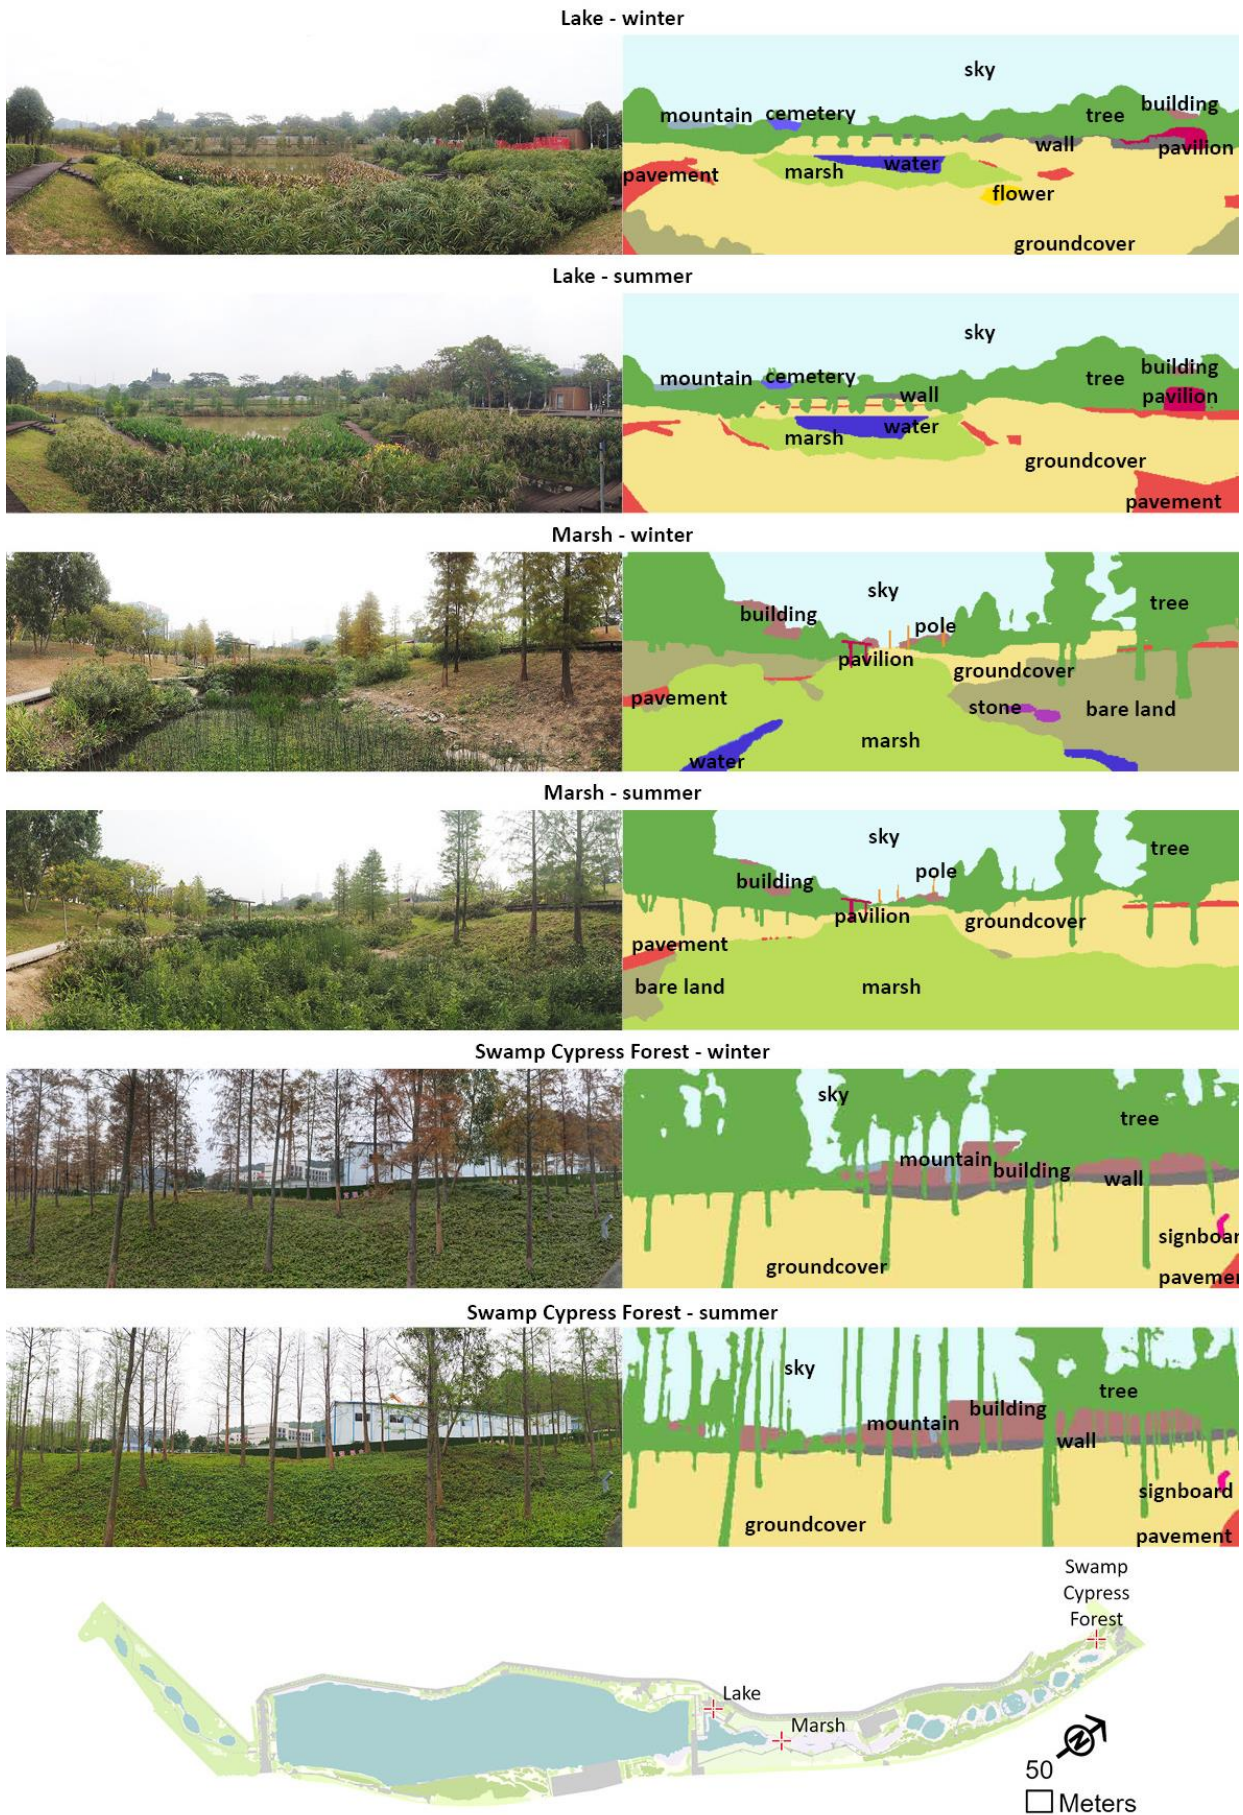 Lake - winter
sky
mountain cemetery tree building
wall pavilion
pavement marsh water
flower
groundcover
Lake - summer
sky
mountain cemetery tree building
wall pavilion
marsh water
groundcover
pavement
Marsh - winter
sky
building pole tree
pavilion groundcover
pavement stone bare land
marsh
water
Marsh - summer
sky
building pole tree
pavilion groundcover
pavement
bare land marsh
Swamp Cypress Forest - winter
sky tree
mountain building wall
signboar
groundcover pavemen
Swamp Cypress Forest - summer
sky
tree
building
mountain
wall
signboard
groundcover pavement
Swamp
Cypress
Forest
Lake
Marsh
N
50
Meters